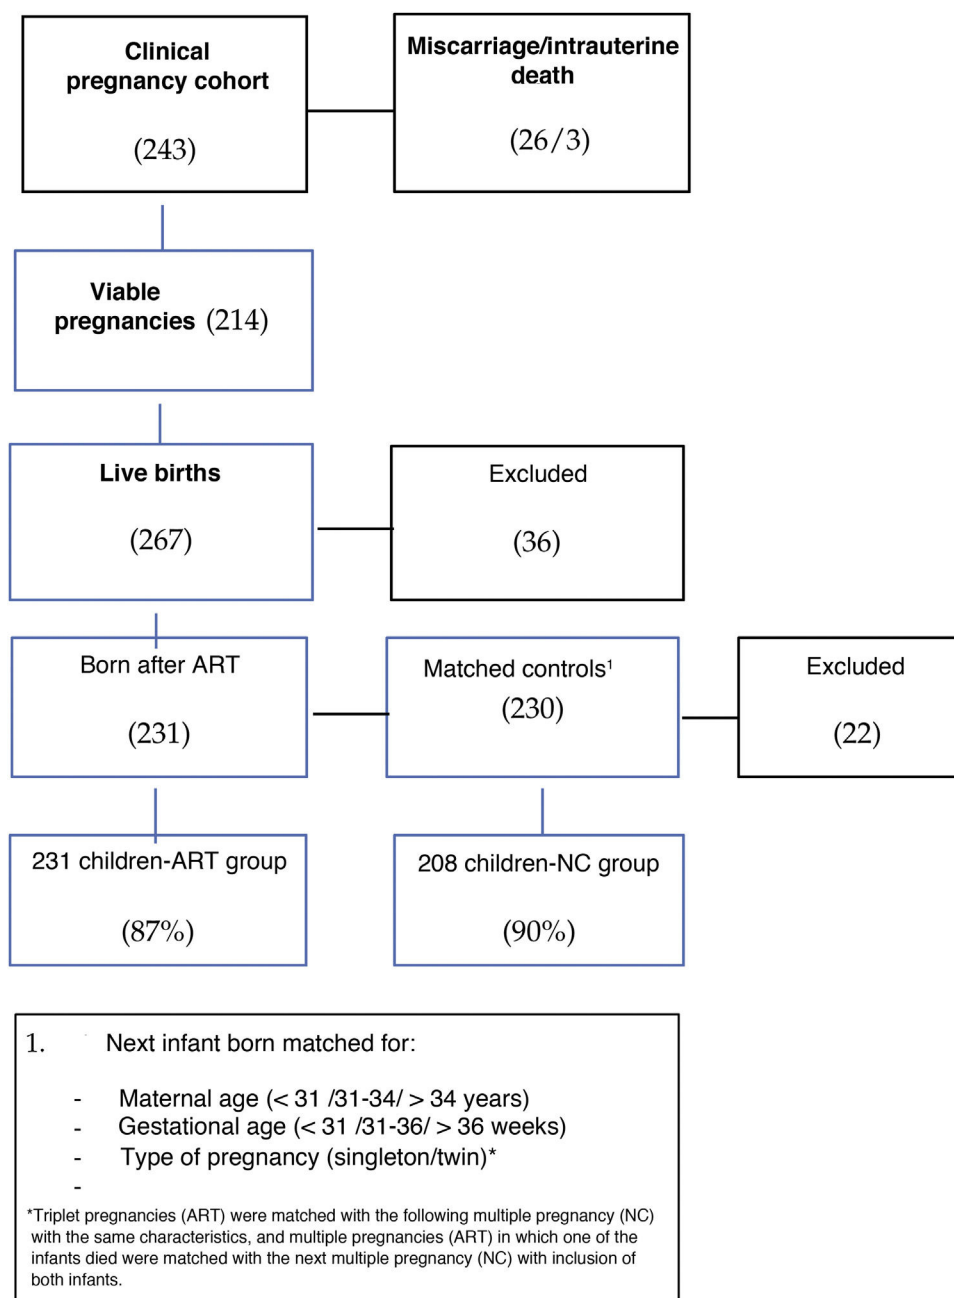 Clinical
pregnancy cohort
(243)
Miscarriage/intrauterine
death
(26/3)
Viable
pregnancies (214)
Live births
(267)
Excluded
(36)
Born after ART
(231)
Matched controls¹
(230)
Excluded
(22)
231 children-ART group
(87%)
208 children-NC group
(90%)
1. Next infant born matched for:
- Maternal age (< 31 /31-34/ > 34 years)
- Gestational age (< 31 /31-36/ > 36 weeks)
- Type of pregnancy (singleton/twin)*
-
*Triplet pregnancies (ART) were matched with the following multiple pregnancy (NC)
with the same characteristics, and multiple pregnancies (ART) in which one of the
infants died were matched with the next multiple pregnancy (NC) with inclusion of
both infants.